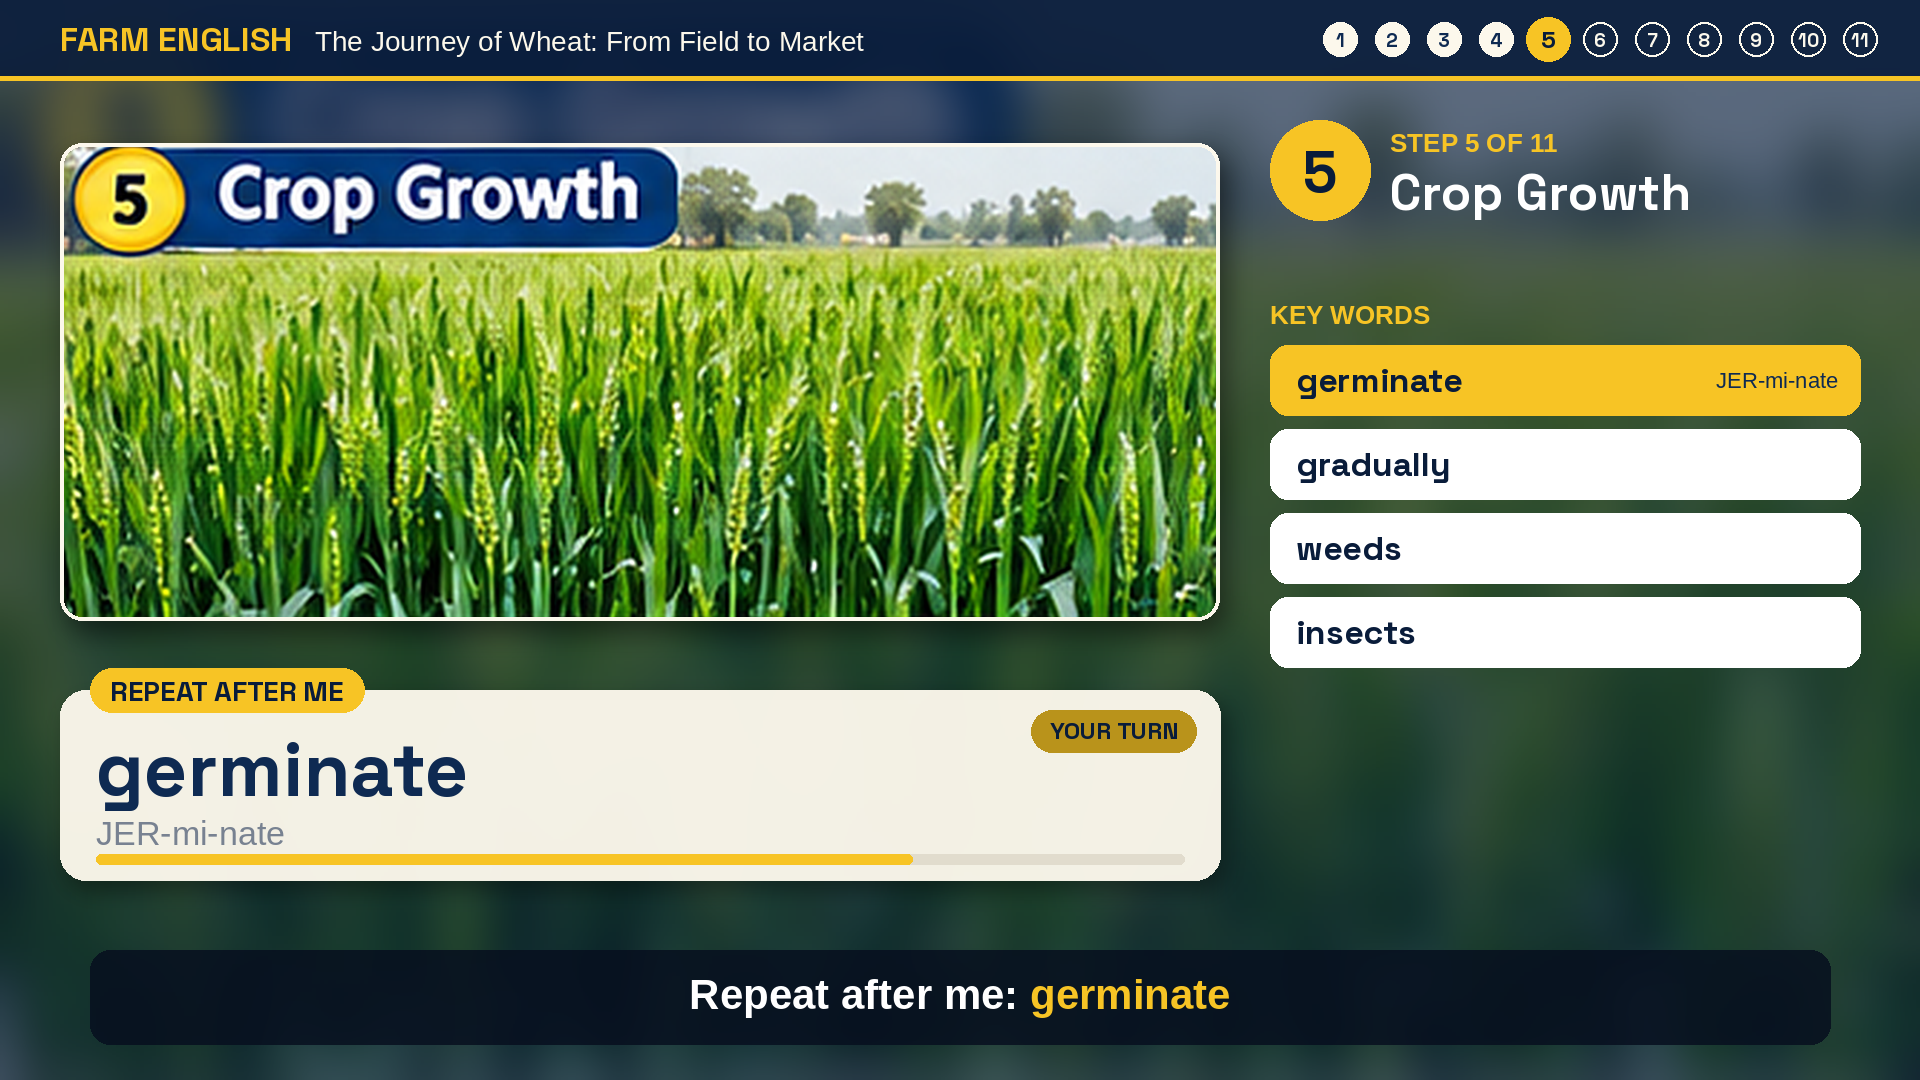 FARM ENGLISH The Journey of Wheat: From Field to Market 1 2 3 4 5 6 7 8 9 10 11
5 Crop Growth
5 STEP 5 OF 11
Crop Growth
KEY WORDS
germinate JER-mi-nate
gradually
weeds
insects
REPEAT AFTER ME
YOUR TURN
germinate
JER-mi-nate
Repeat after me: germinate